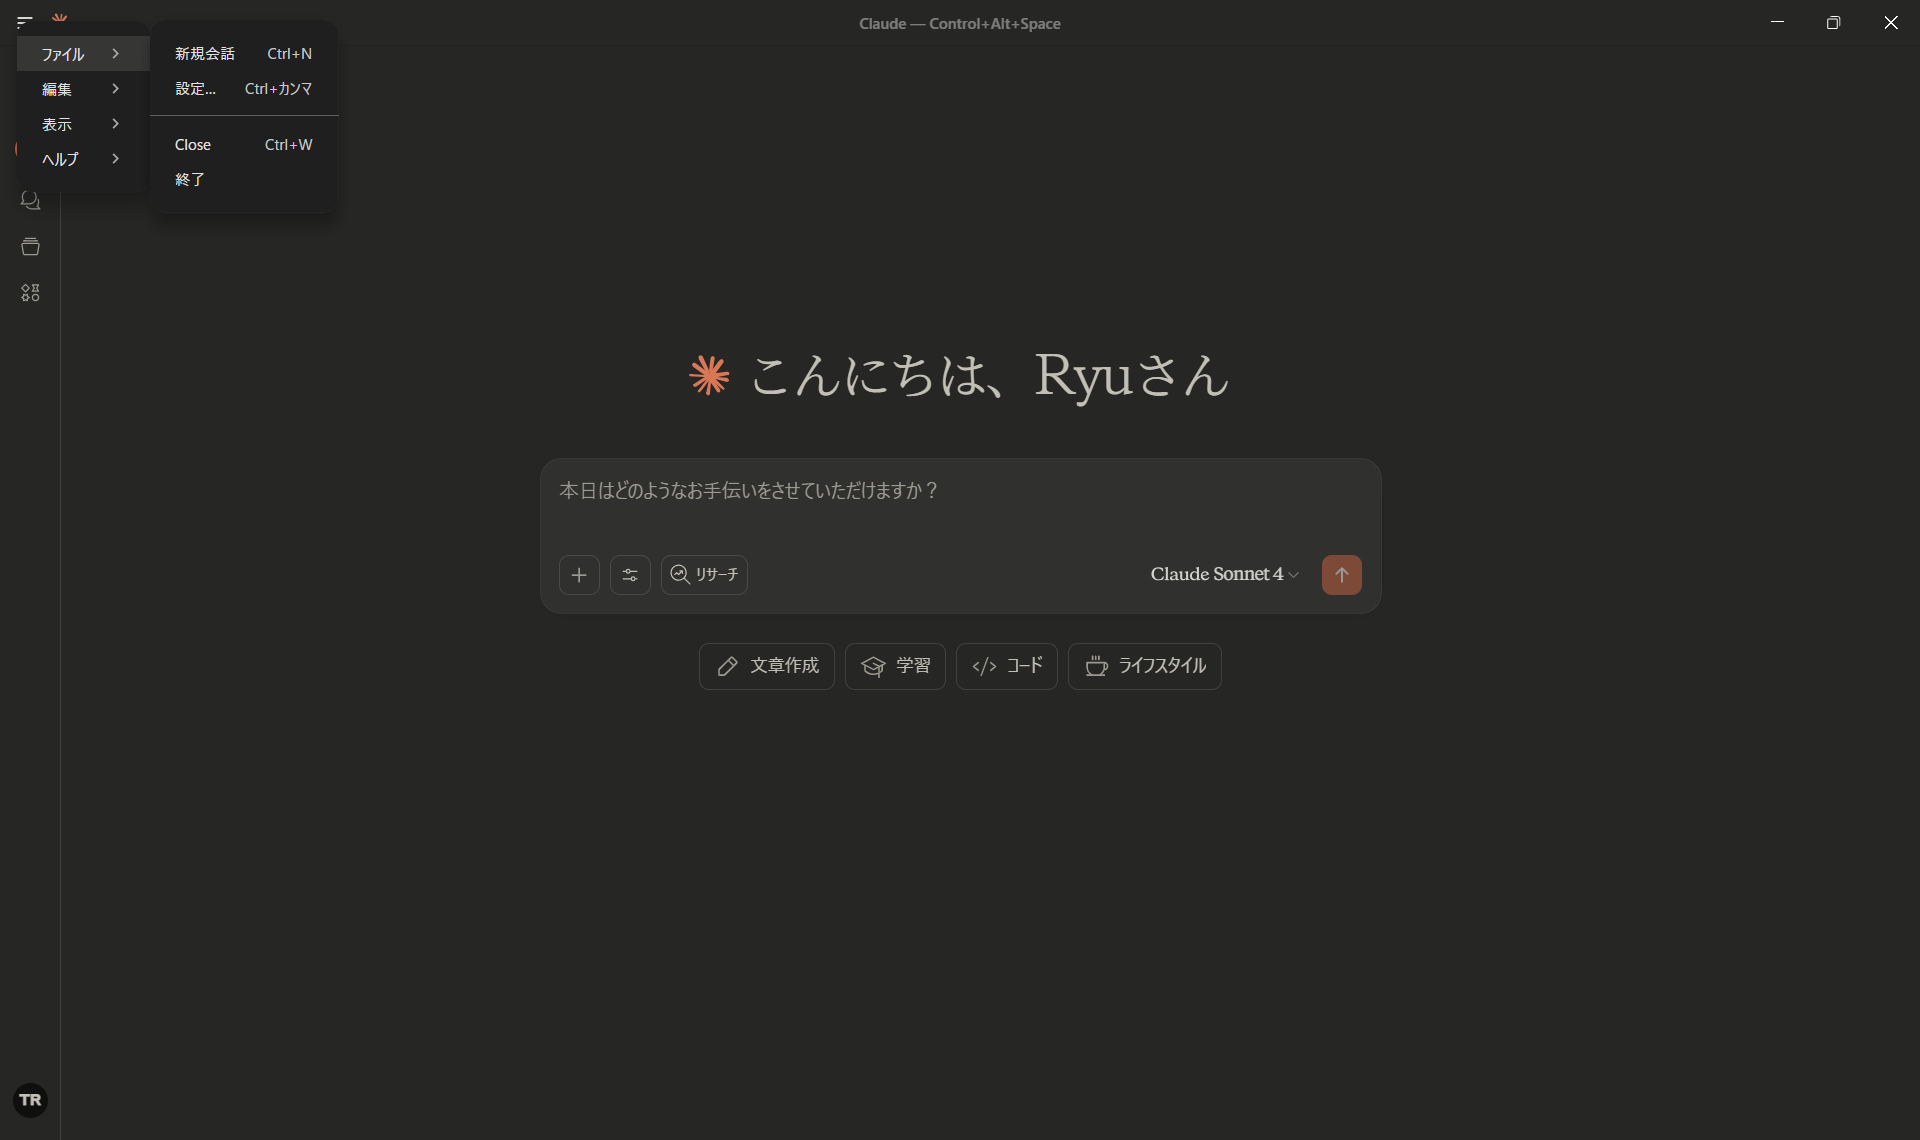 Claude — Control+Alt+Space
ファイル
編集
表示
ヘルプ
新規会話 Ctrl+N
設定... Ctrl+カンマ
Close Ctrl+W
終了
こんにちは、Ryuさん
本日はどのようなお手伝いをさせていただけますか？
リサーチ
Claude Sonnet 4
文章作成
学習
コード
ライフスタイル
TR